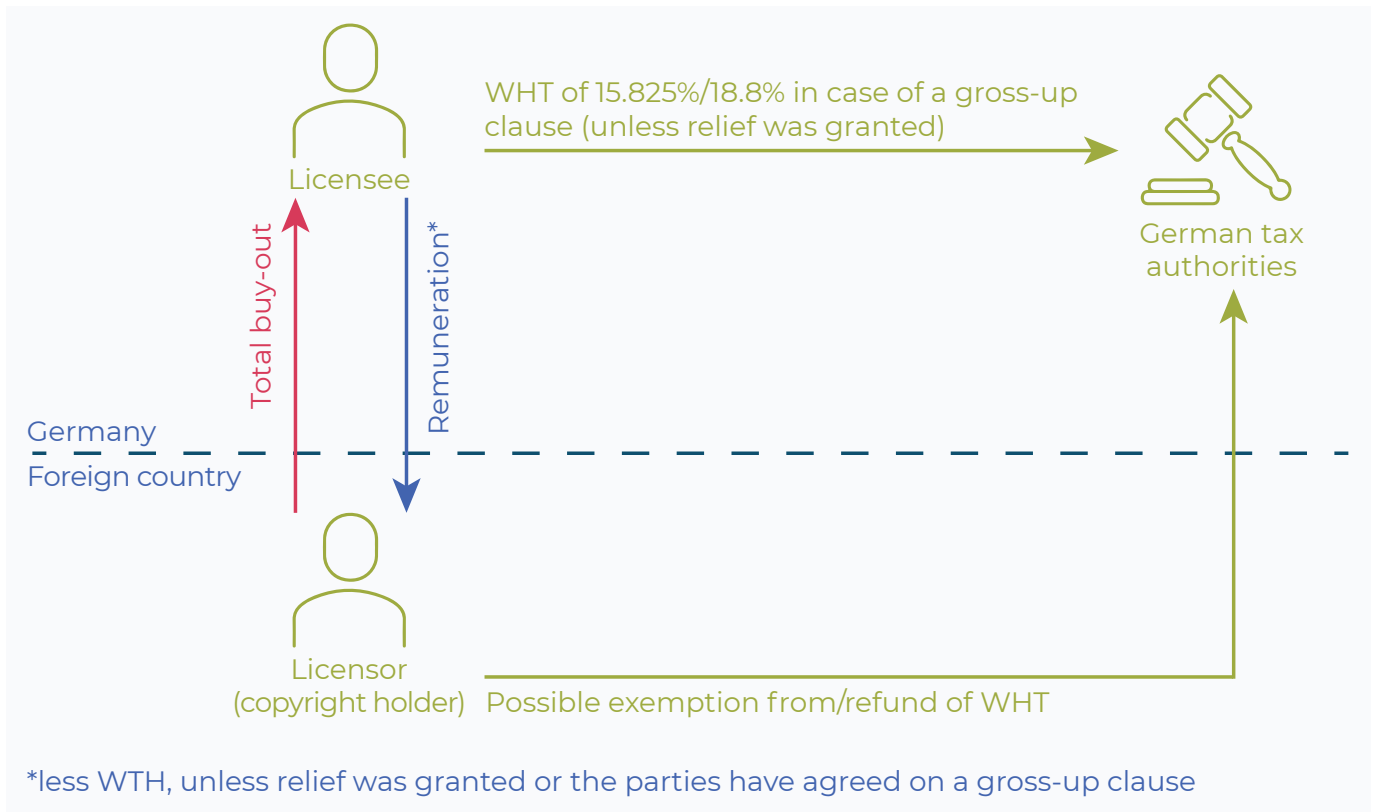 WHT of 15.825%/18.8% in case of a gross-up
clause (unless relief was granted)
Licensee
German tax
authorities
Total buy-out
Remuneration*
Germany
Foreign country
Licensor
(copyright holder)
Possible exemption from/refund of WHT
*less WTH, unless relief was granted or the parties have agreed on a gross-up clause